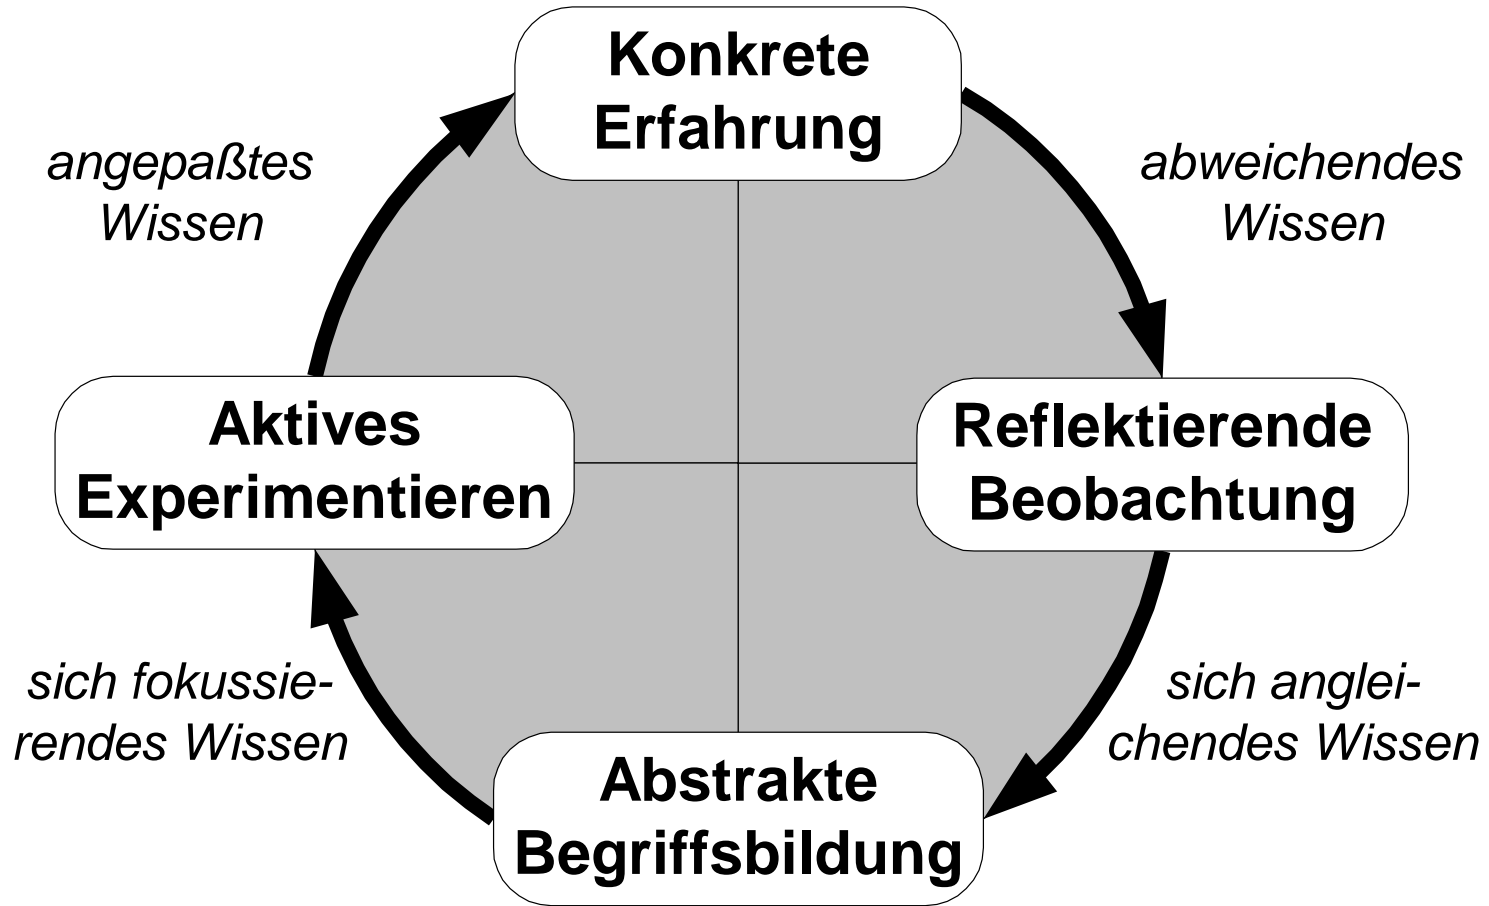 Konkrete
Erfahrung
angepaßtes
Wissen
abweichendes
Wissen
Aktives
Experimentieren
Reflektierende
Beobachtung
sich fokussie-
rendes Wissen
sich anglei-
chendes Wissen
Abstrakte
Begriffsbildung